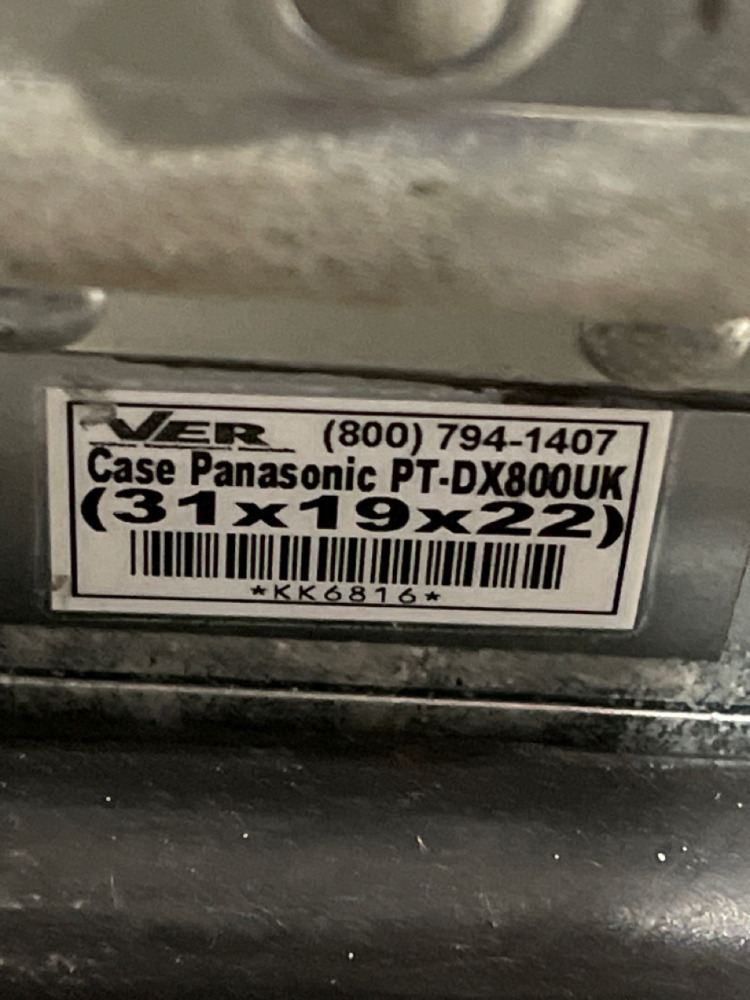 VER (800) 794-1407
Case Panasonic PT-DX800UK
(31x19x22)
*KK6816*